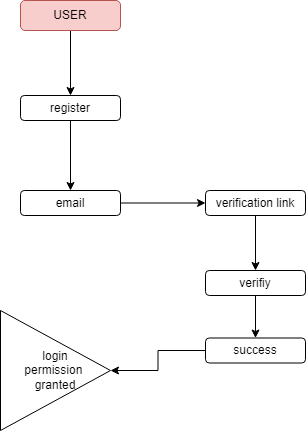 USER
register
email
verification link
verifiy
success
login
permission
granted